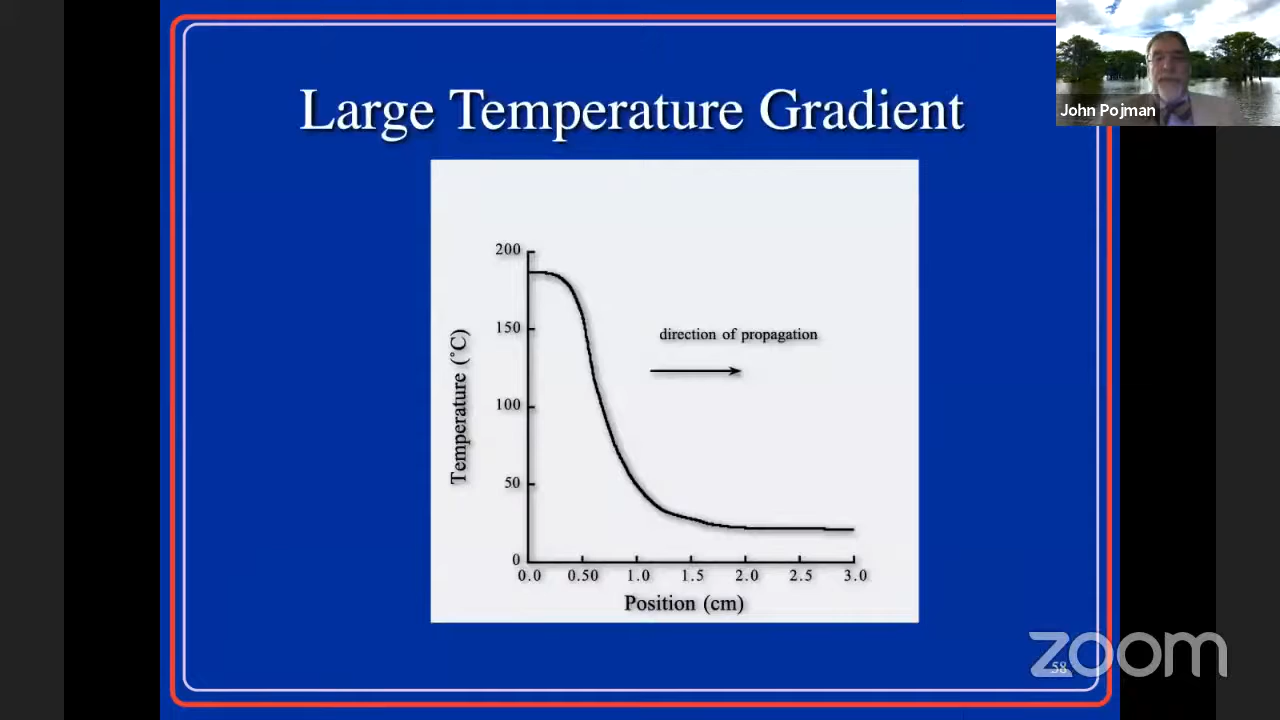 Large Temperature Gradient
John Pojman
200
150
100
50
0
Temperature (˚C)
direction of propagation
0.0 0.50 1.0 1.5 2.0 2.5 3.0
Position (cm)
58
zoom